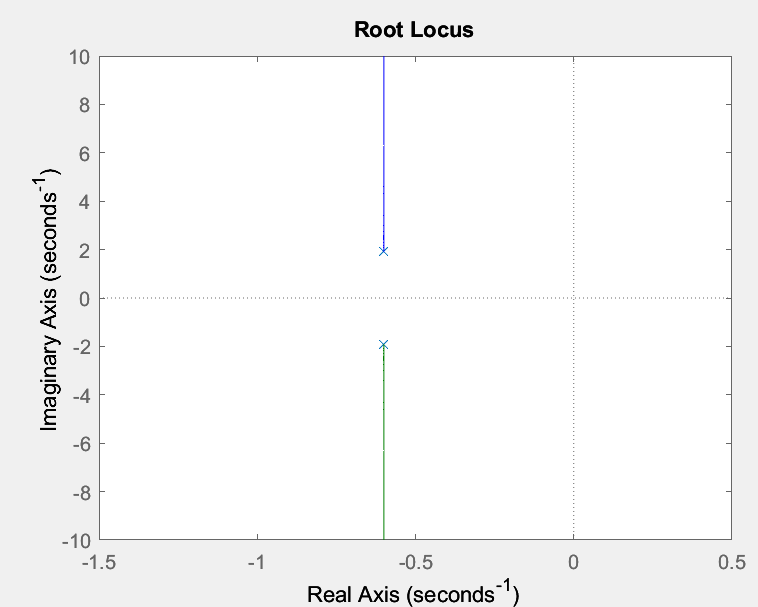 Root Locus
10
8
6
4
2
0
-2
-4
-6
-8
-10
Imaginary Axis (seconds⁻¹)
-1.5 -1 -0.5 0 0.5
Real Axis (seconds⁻¹)